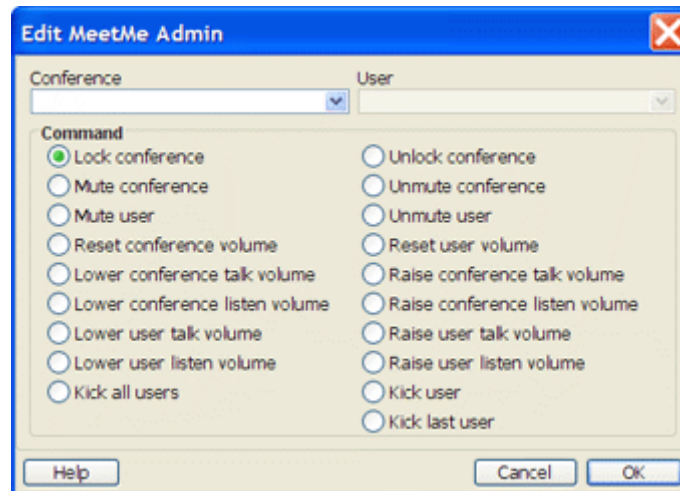 Edit MeetMe Admin
Conference User
Command
Lock conference Unlock conference
Mute conference Unmute conference
Mute user Unmute user
Reset conference volume Reset user volume
Lower conference talk volume Raise conference talk volume
Lower conference listen volume Raise conference listen volume
Lower user talk volume Raise user talk volume
Lower user listen volume Raise user listen volume
Kick all users Kick user
Kick last user
Help Cancel OK